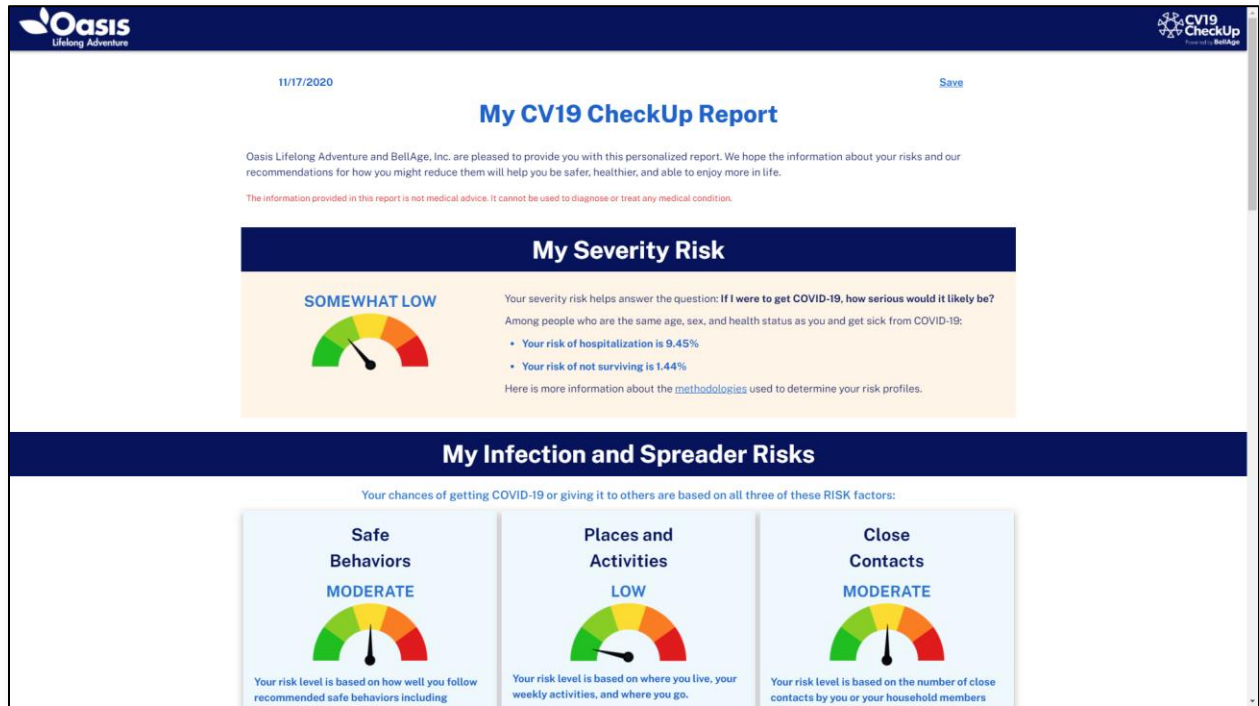 Oasis
Lifelong Adventure
CV19
CheckUp
Powered by BellAge
11/17/2020
Save
My CV19 CheckUp Report
Oasis Lifelong Adventure and BellAge, Inc. are pleased to provide you with this personalized report. We hope the information about your risks and our
recommendations for how you might reduce them will help you be safer, healthier, and able to enjoy more in life.
The information provided in this report is not medical advice. It cannot be used to diagnose or treat any medical condition.
My Severity Risk
SOMEWHAT LOW
Your severity risk helps answer the question: If I were to get COVID-19, how serious would it likely be?
Among people who are the same age, sex, and health status as you and get sick from COVID-19:
• Your risk of hospitalization is 9.45%
• Your risk of not surviving is 1.44%
Here is more information about the methodologies used to determine your risk profiles.
My Infection and Spreader Risks
Your chances of getting COVID-19 or giving it to others are based on all three of these RISK factors:
Safe
Behaviors
MODERATE
Your risk level is based on how well you follow
recommended safe behaviors including
Places and
Activities
LOW
Your risk level is based on where you live, your
weekly activities, and where you go.
Close
Contacts
MODERATE
Your risk level is based on the number of close
contacts by you or your household members